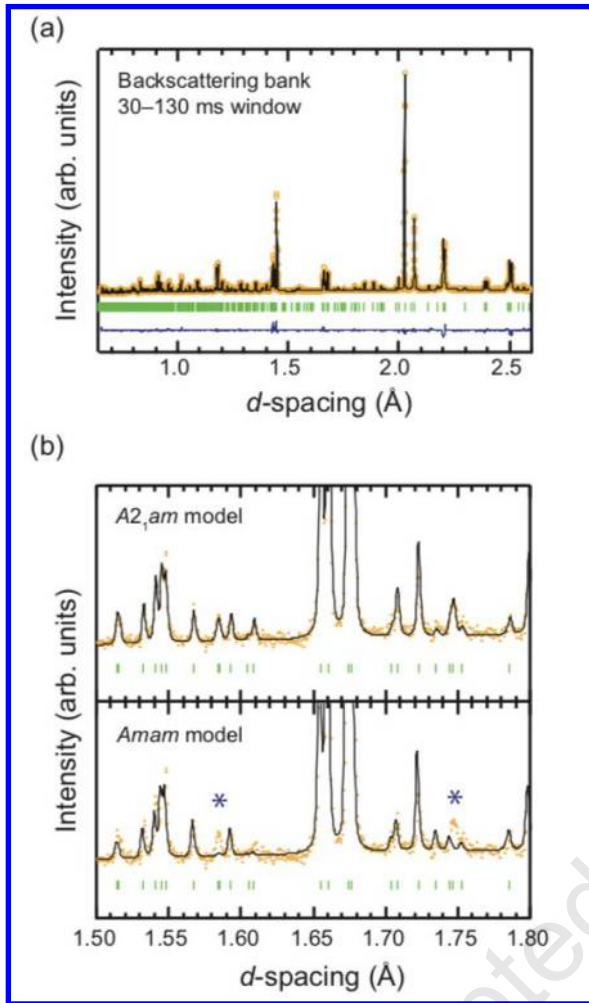 (a)
Backscattering bank
30–130 ms window
Intensity (arb. units)
1.0 1.5 2.0 2.5
d-spacing (Å)
(b)
A2₁am model
Intensity (arb. units)
Amam model
*
*
1.50 1.55 1.60 1.65 1.70 1.75 1.80
d-spacing (Å)